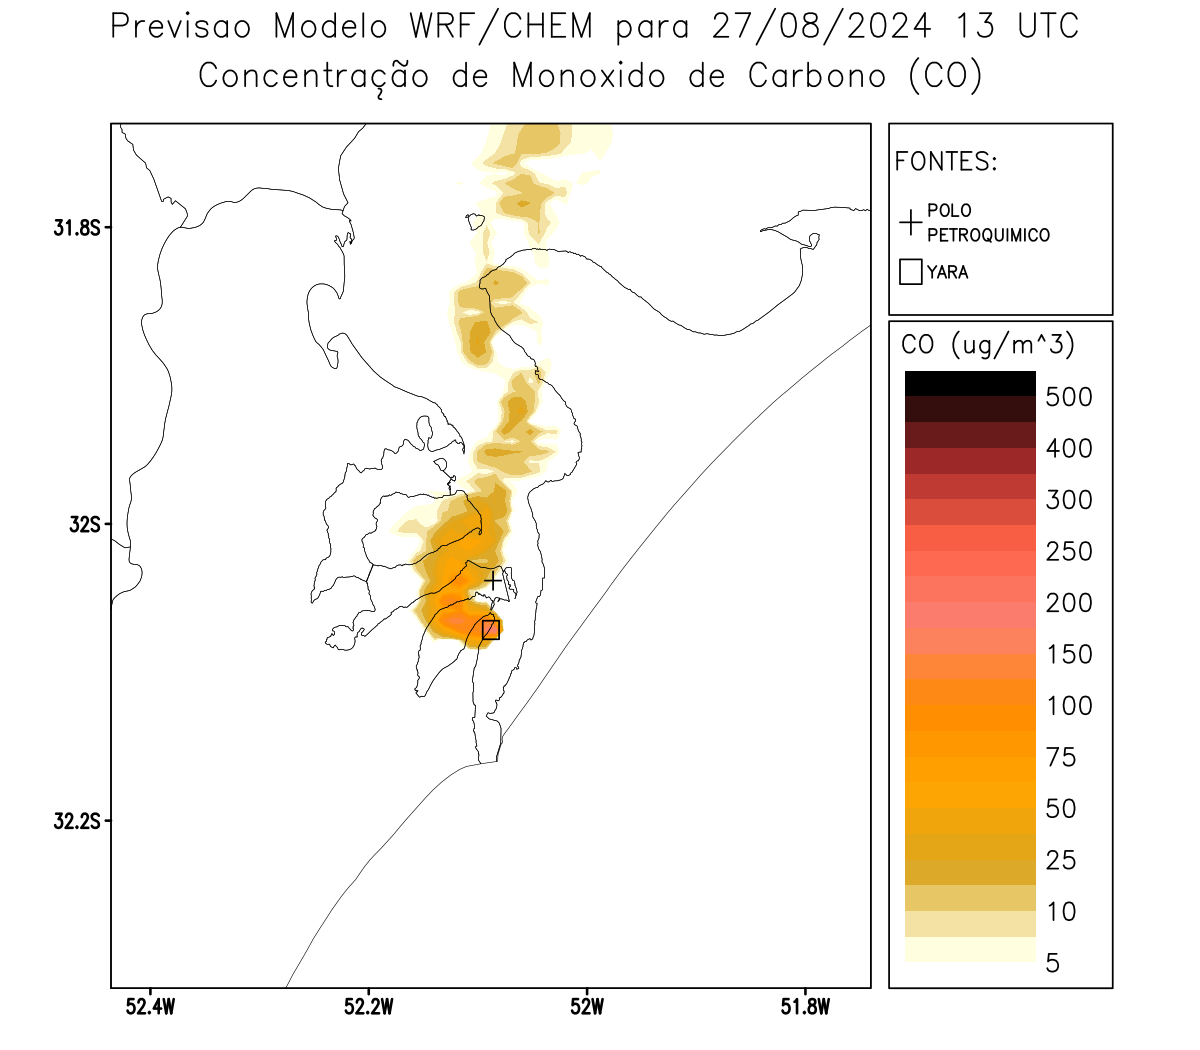 Previsao Modelo WRF/CHEM para 27/08/2024 13 UTC
Concentração de Monoxido de Carbono (CO)
FONTES:
POLO
PETROQUIMICO
YARA
CO (ug/m^3)
500
400
300
250
200
150
100
75
50
25
10
5
31.8S
32S
32.2S
52.4W
52.2W
52W
51.8W